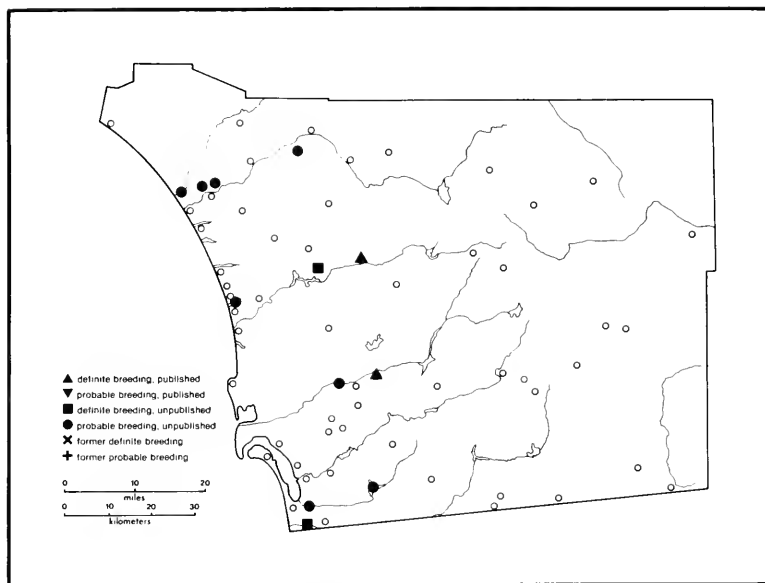 ▲ definite breeding, published
▼ probable breeding, published
■ definite breeding, unpublished
● probable breeding, unpublished
✕ former definite breeding
+ former probable breeding
0 10 20
miles
0 10 20 30
kilometers